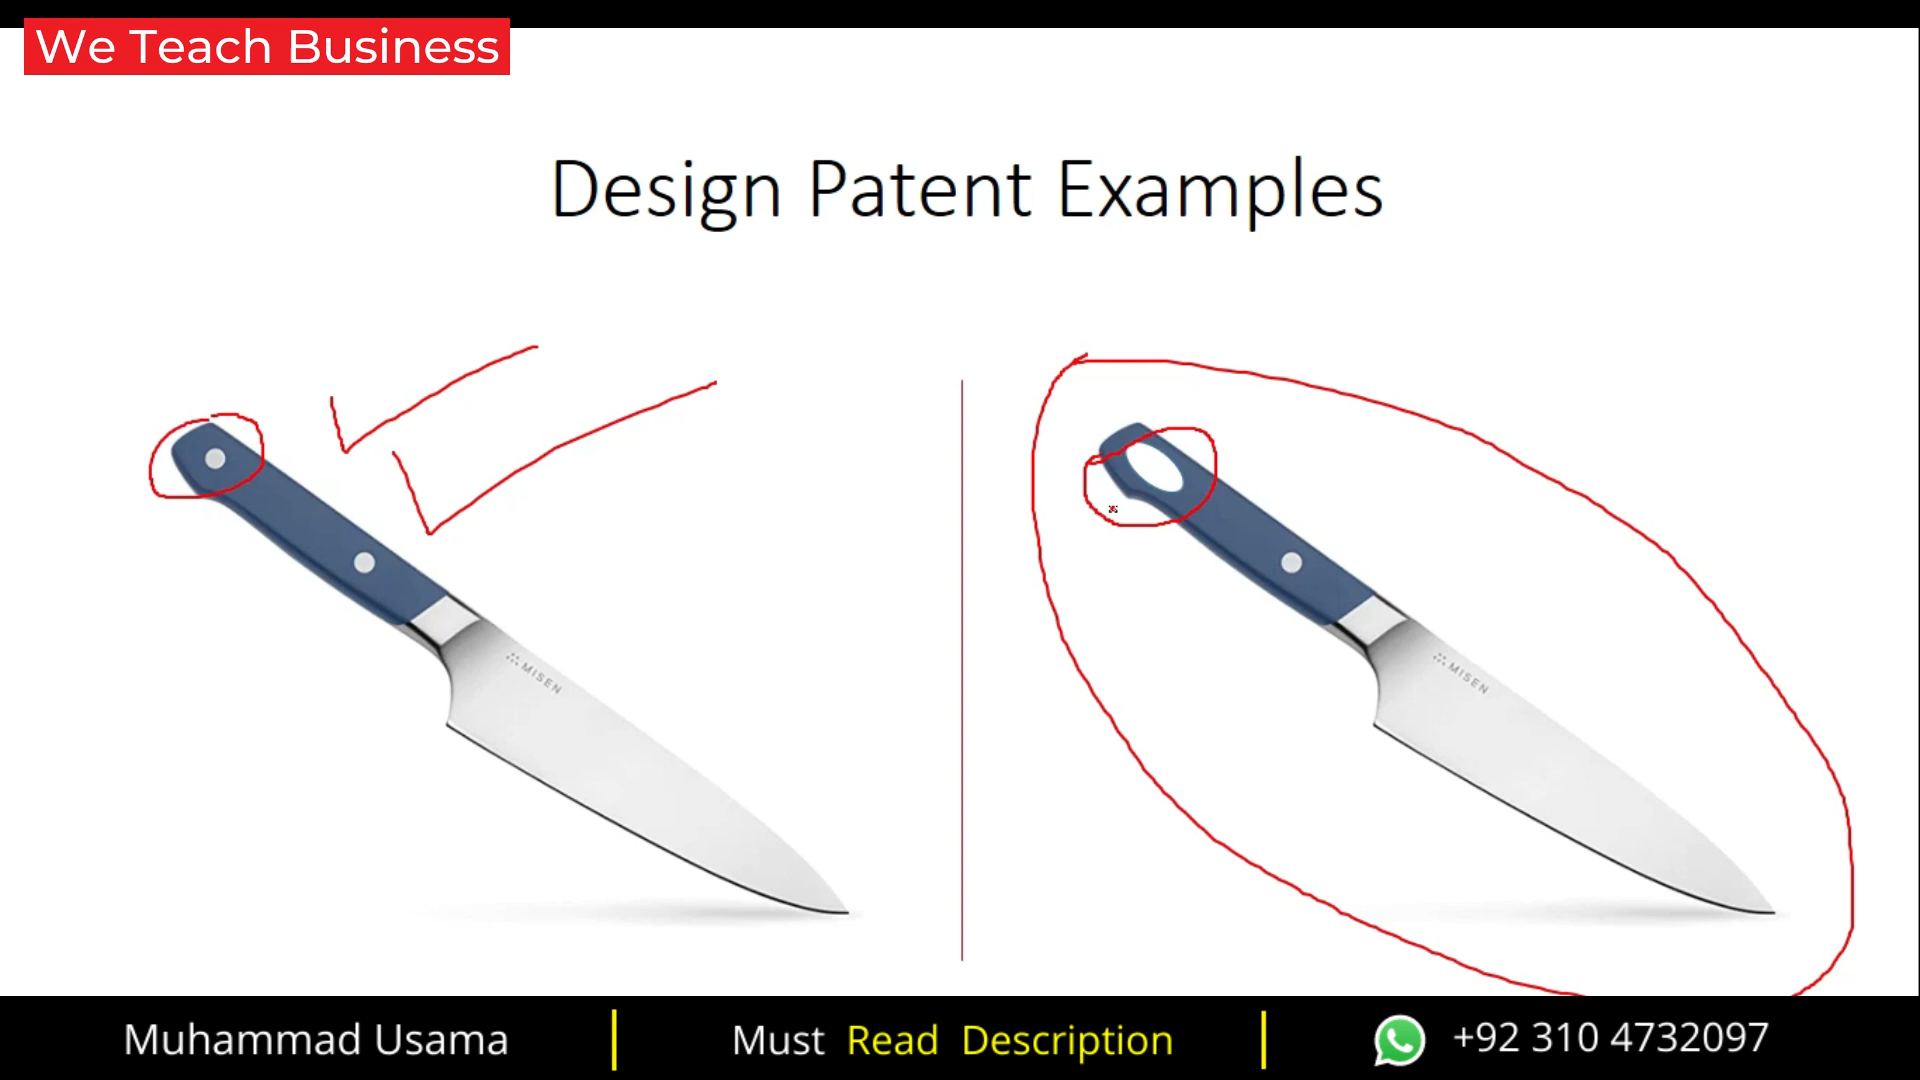 We Teach Business
Design Patent Examples
MISEN
MISEN
Muhammad Usama
Must Read Description
+92 310 4732097